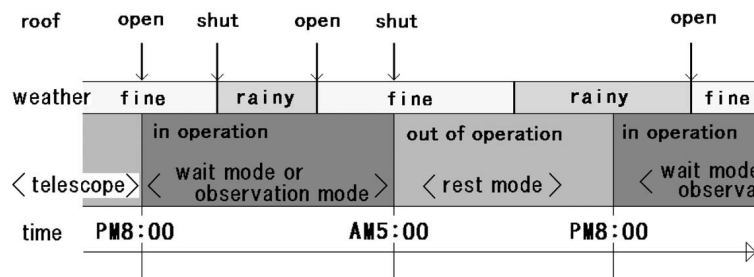 roof open shut open shut open
weather fine rainy fine rainy fine
in operation out of operation in operation
<telescope> <wait mode or observation mode> <rest mode> <wait mode observa
time PM8:00 AM5:00 PM8:00